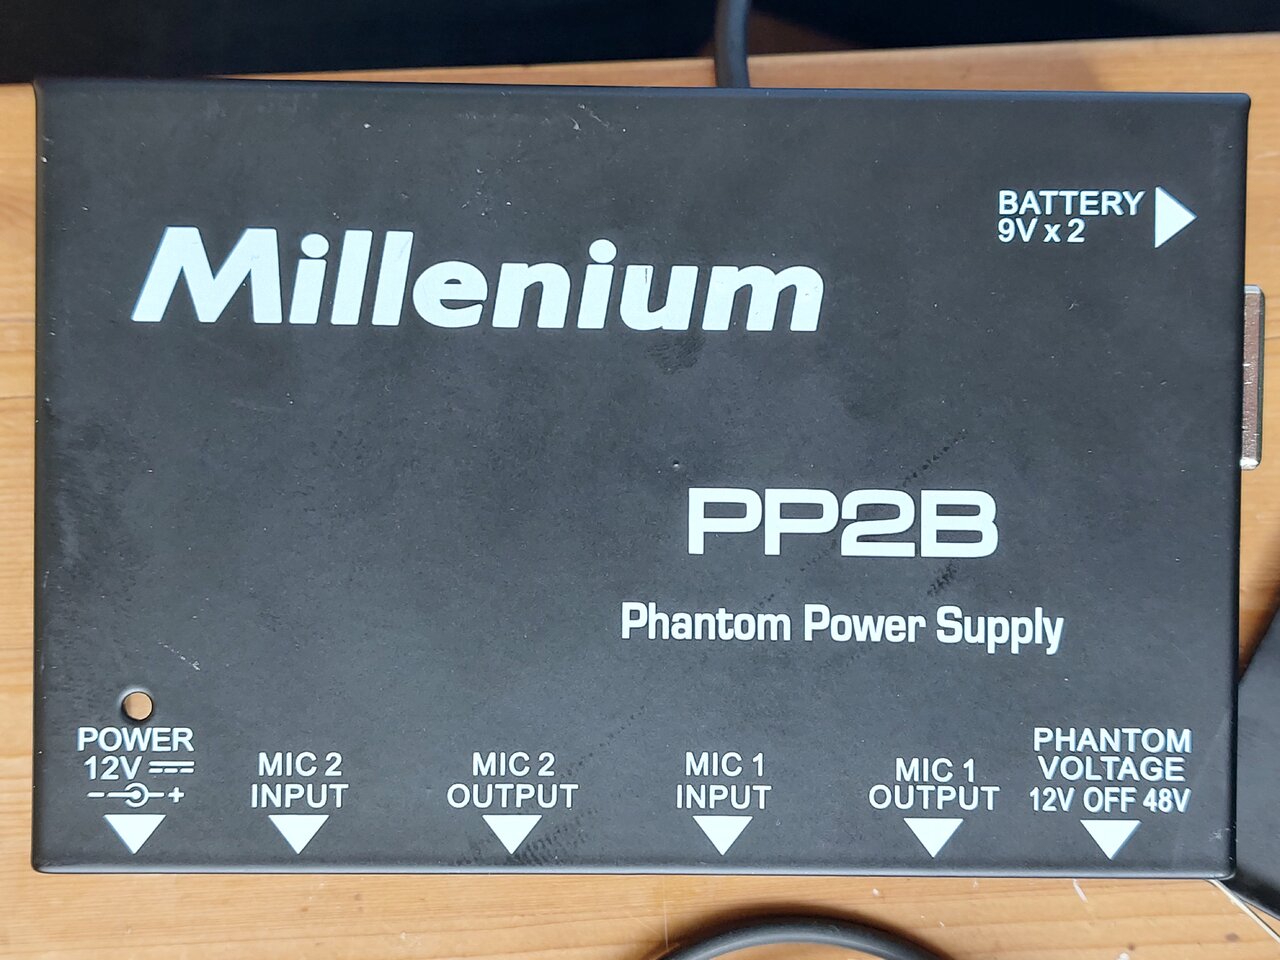 BATTERY
9V x 2
Millenium
PP2B
Phantom Power Supply
POWER
12V
- +
MIC 2
INPUT
MIC 2
OUTPUT
MIC 1
INPUT
MIC 1
OUTPUT
PHANTOM
VOLTAGE
12V OFF 48V